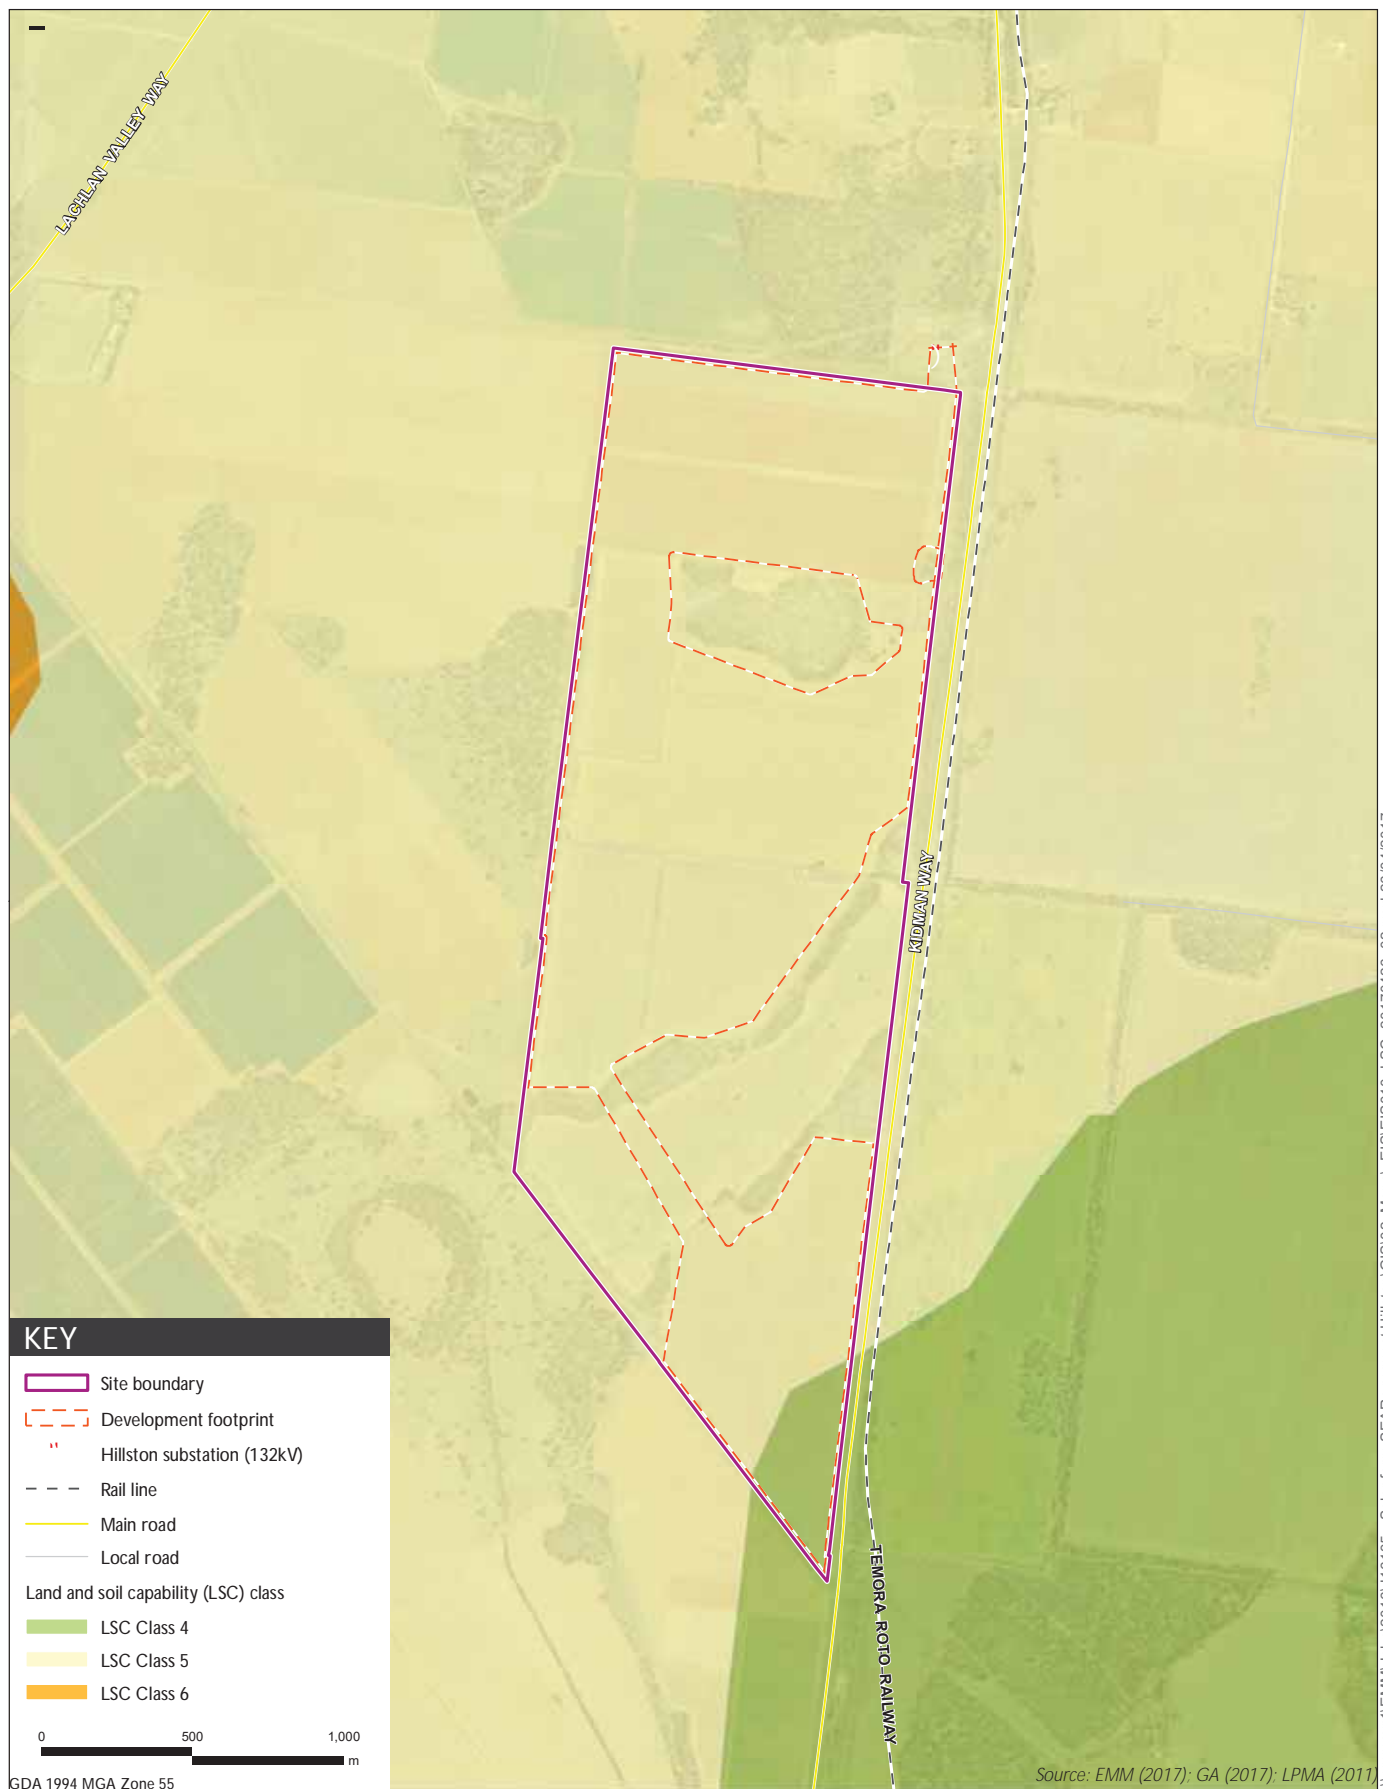 LACHLAN VALLEY WAY
KIDMAN WAY
TEMORA ROTO RAILWAY
KEY
Site boundary
Development footprint
Hillston substation (132kV)
Rail line
Main road
Local road
Land and soil capability (LSC) class
LSC Class 4
LSC Class 5
LSC Class 6
0 500 1,000
m
GDA 1994 MGA Zone 55
Source: EMM (2017); GA (2017); LPMA (2011)